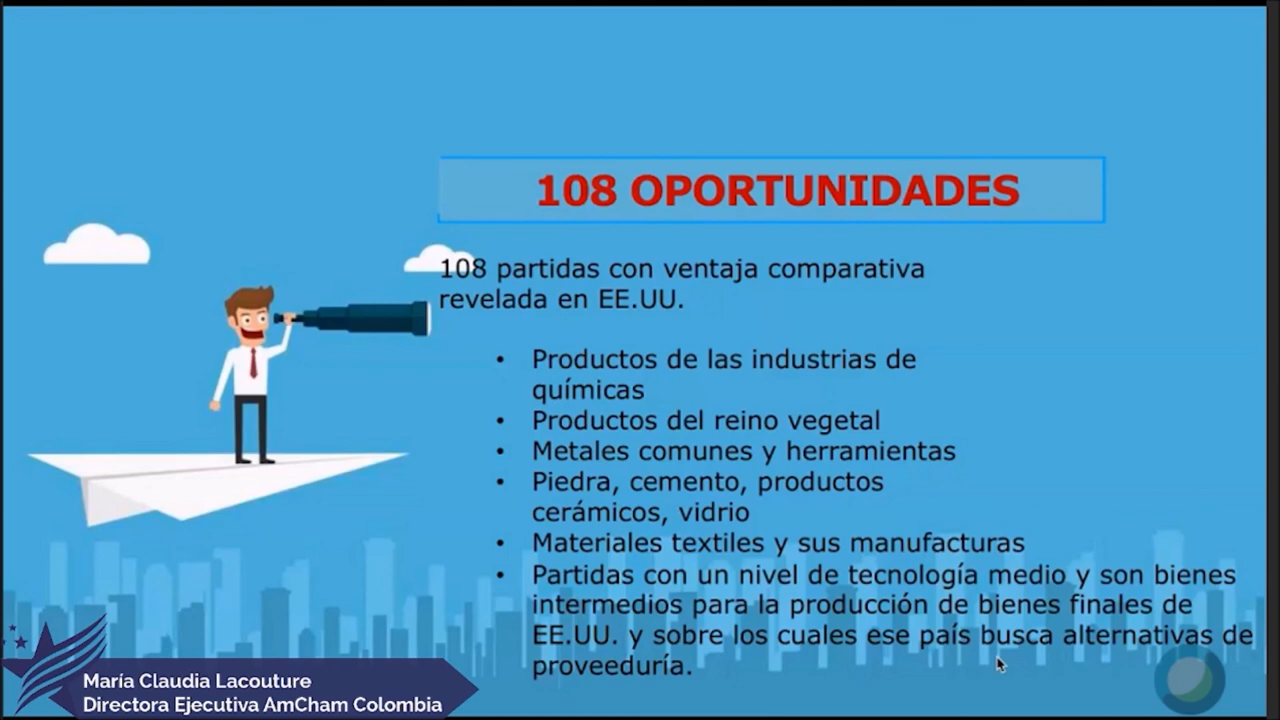 108 OPORTUNIDADES
108 partidas con ventaja comparativa
revelada en EE.UU.
• Productos de las industrias de
químicas
• Productos del reino vegetal
• Metales comunes y herramientas
• Piedra, cemento, productos
cerámicos, vidrio
• Materiales textiles y sus manufacturas
• Partidas con un nivel de tecnología medio y son bienes
intermedios para la producción de bienes finales de
EE.UU. y sobre los cuales ese país busca alternativas de
proveeduría.
María Claudia Lacouture
Directora Ejecutiva AmCham Colombia